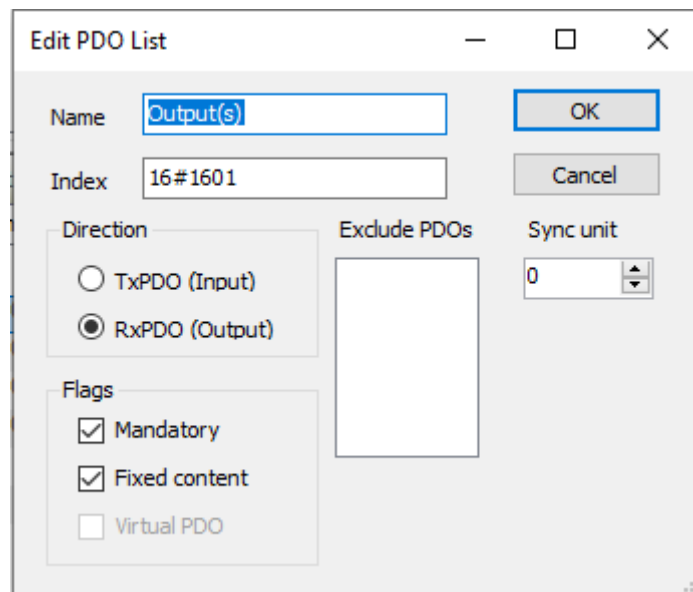 Edit PDO List
Name Output(s) OK
Index 16#1601 Cancel
Direction Exclude PDOs Sync unit
TxPDO (Input) 0
RxPDO (Output)
Flags
Mandatory
Fixed content
Virtual PDO